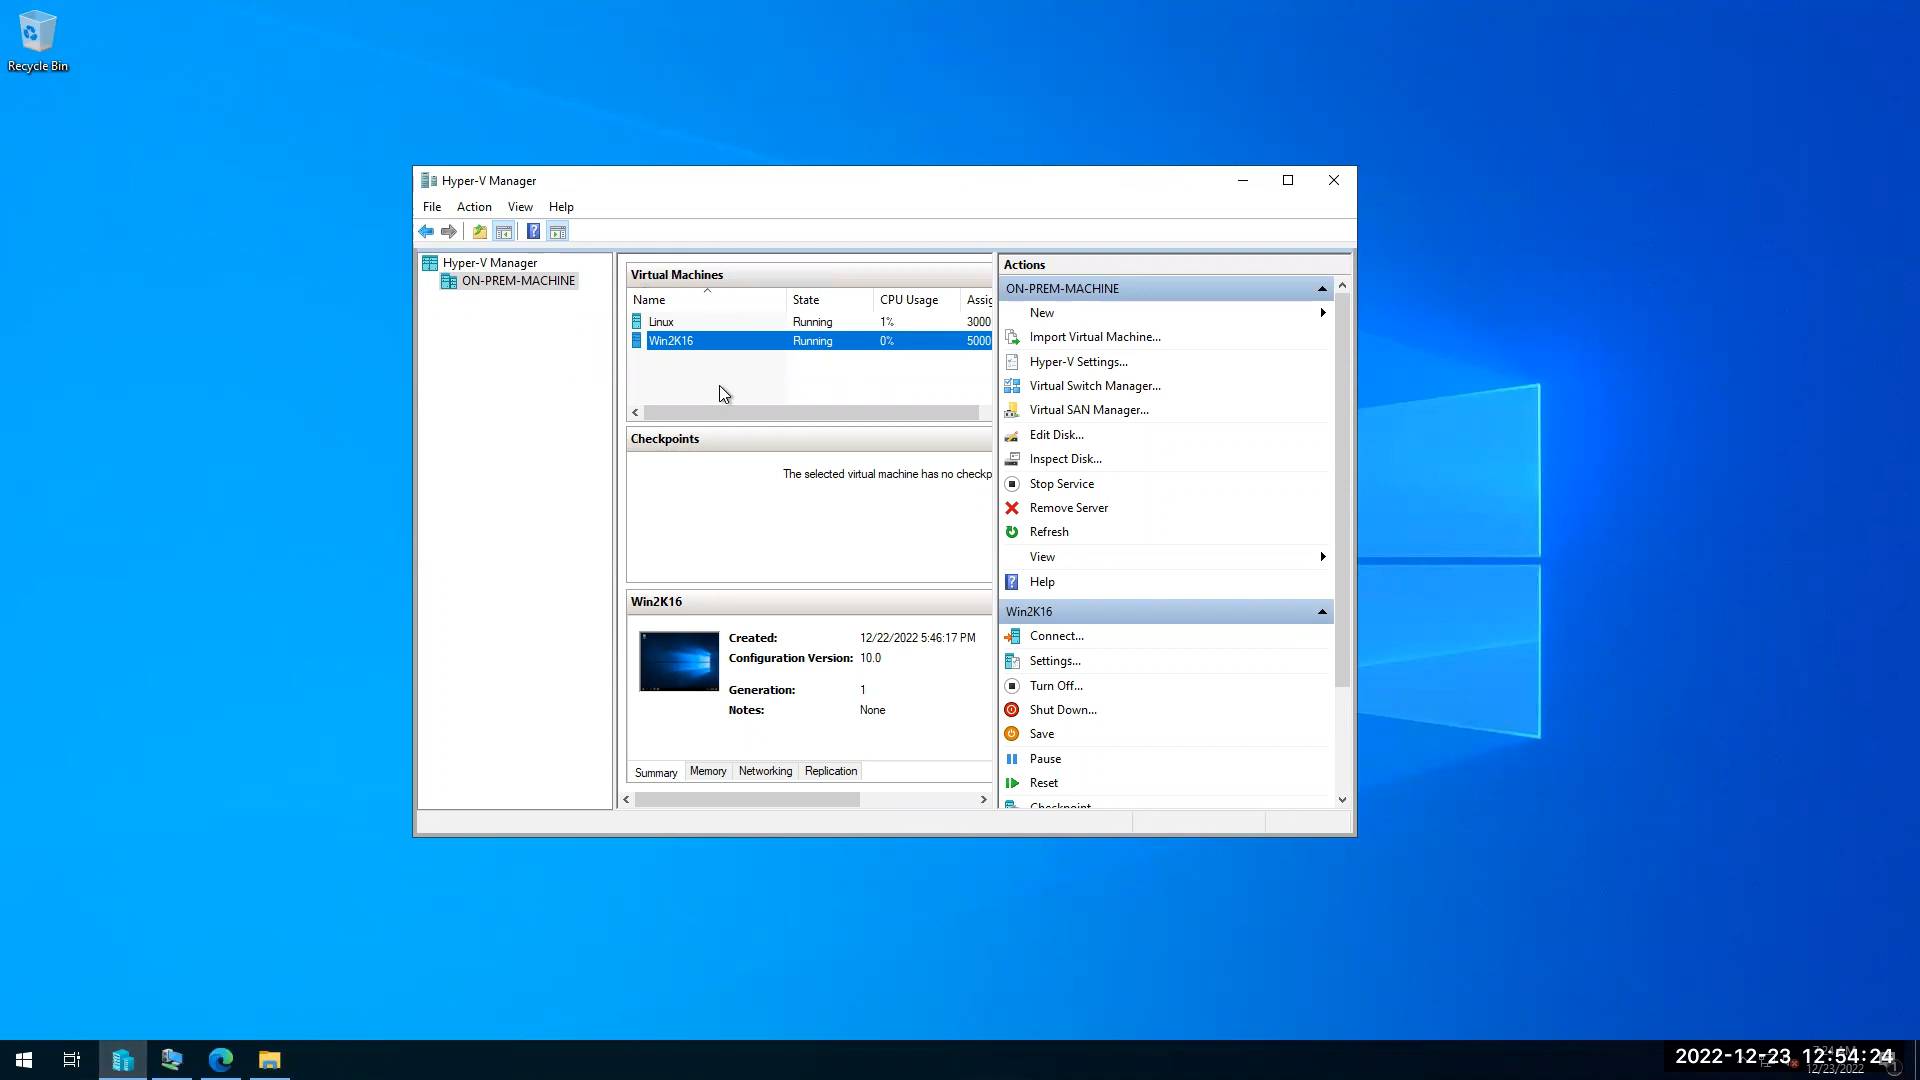 Recycle Bin
Hyper-V Manager
File Action View Help
Hyper-V Manager
ON-PREM-MACHINE
Virtual Machines
Name State CPU Usage Assig
Linux Running 1% 3000
Win2K16 Running 0% 5000
Checkpoints
The selected virtual machine has no checkp
Win2K16
Created: 12/22/2022 5:46:17 PM
Configuration Version: 10.0
Generation: 1
Notes: None
Summary Memory Networking Replication
Actions
ON-PREM-MACHINE
New
Import Virtual Machine...
Hyper-V Settings...
Virtual Switch Manager...
Virtual SAN Manager...
Edit Disk...
Inspect Disk...
Stop Service
Remove Server
Refresh
View
Help
Win2K16
Connect...
Settings...
Turn Off...
Shut Down...
Save
Pause
Reset
Checkpoint
2022-12-23 12:54:24
12/23/2022